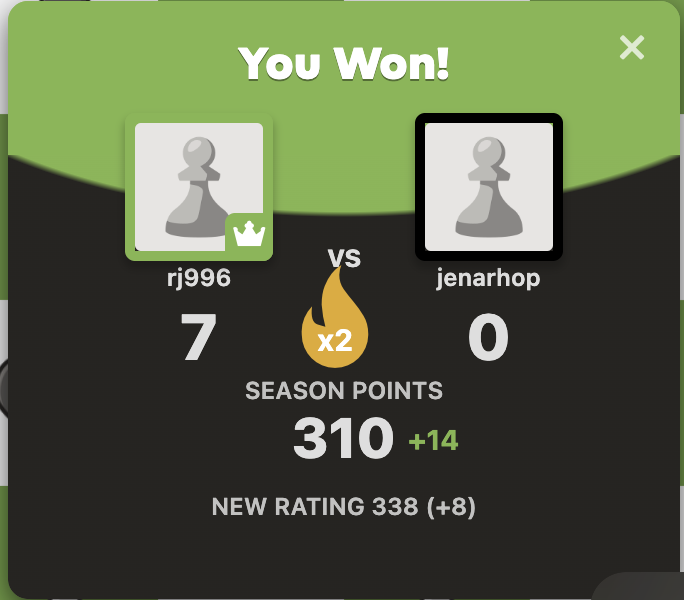 You Won!
vs
rj996
jenarhop
7
x2
0
SEASON POINTS
310 +14
NEW RATING 338 (+8)